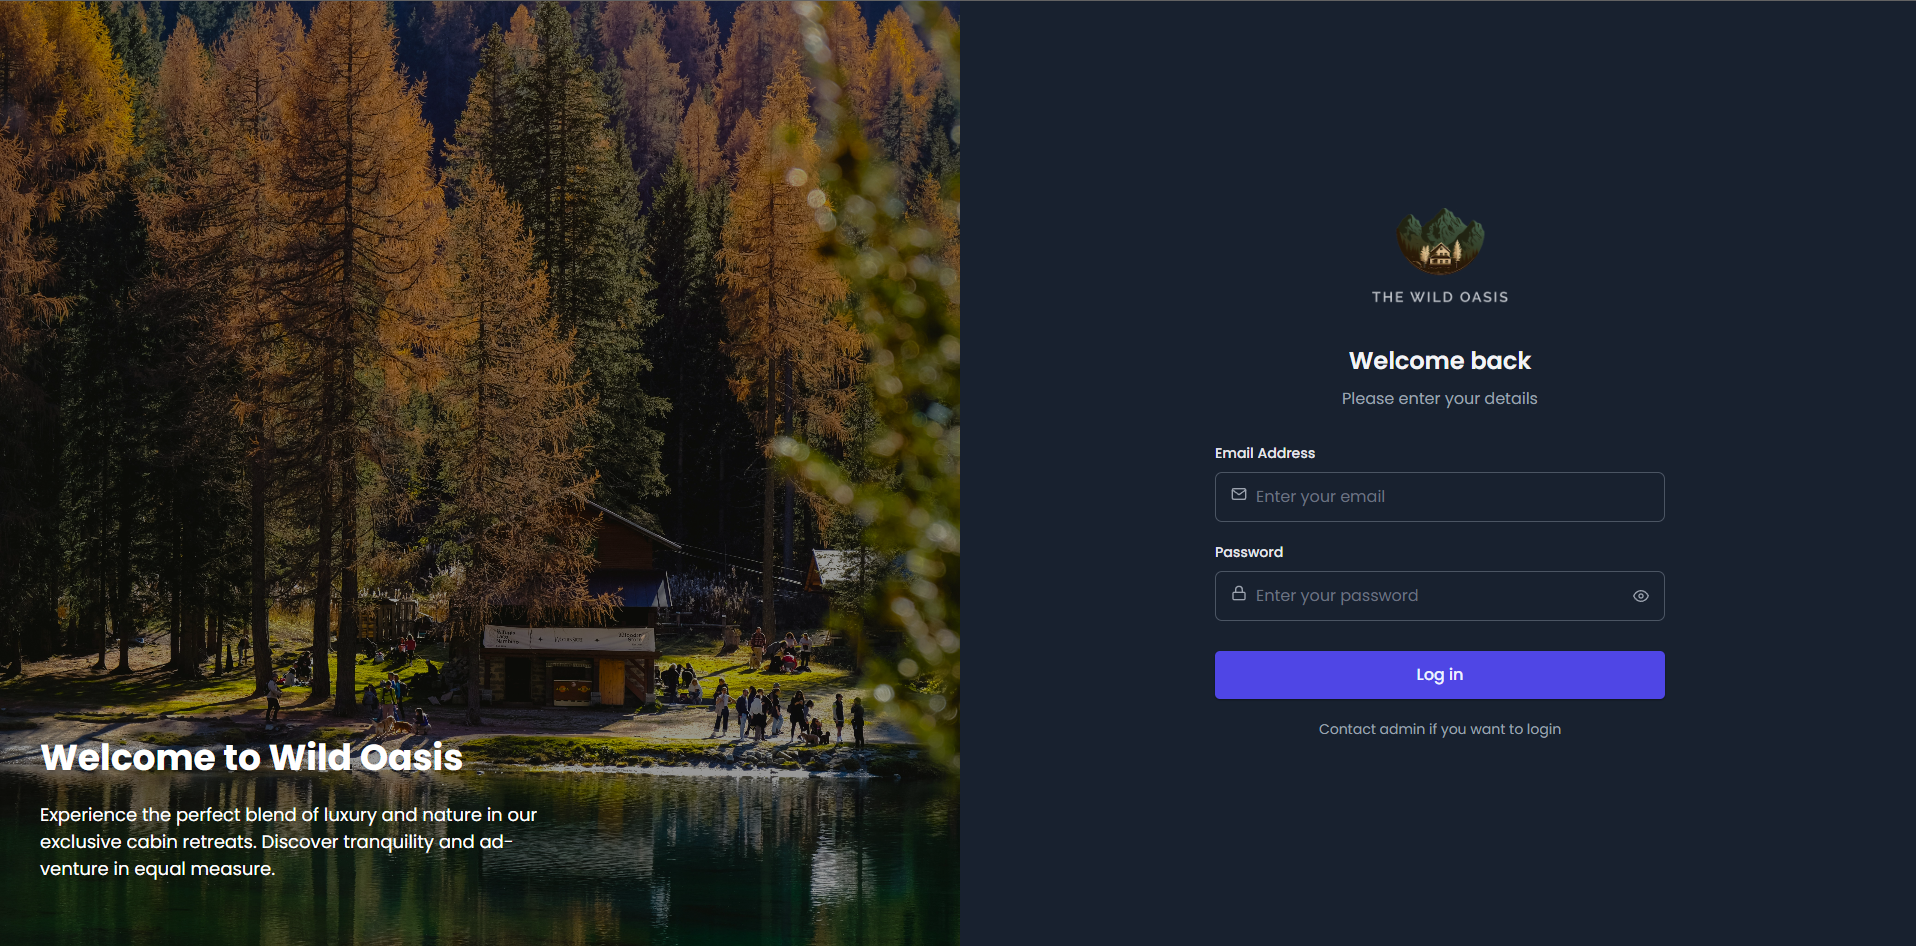 Welcome to Wild Oasis
Experience the perfect blend of luxury and nature in our
exclusive cabin retreats. Discover tranquility and ad-
venture in equal measure.
THE WILD OASIS
Welcome back
Please enter your details
Email Address
Enter your email
Password
Enter your password
Log in
Contact admin if you want to login